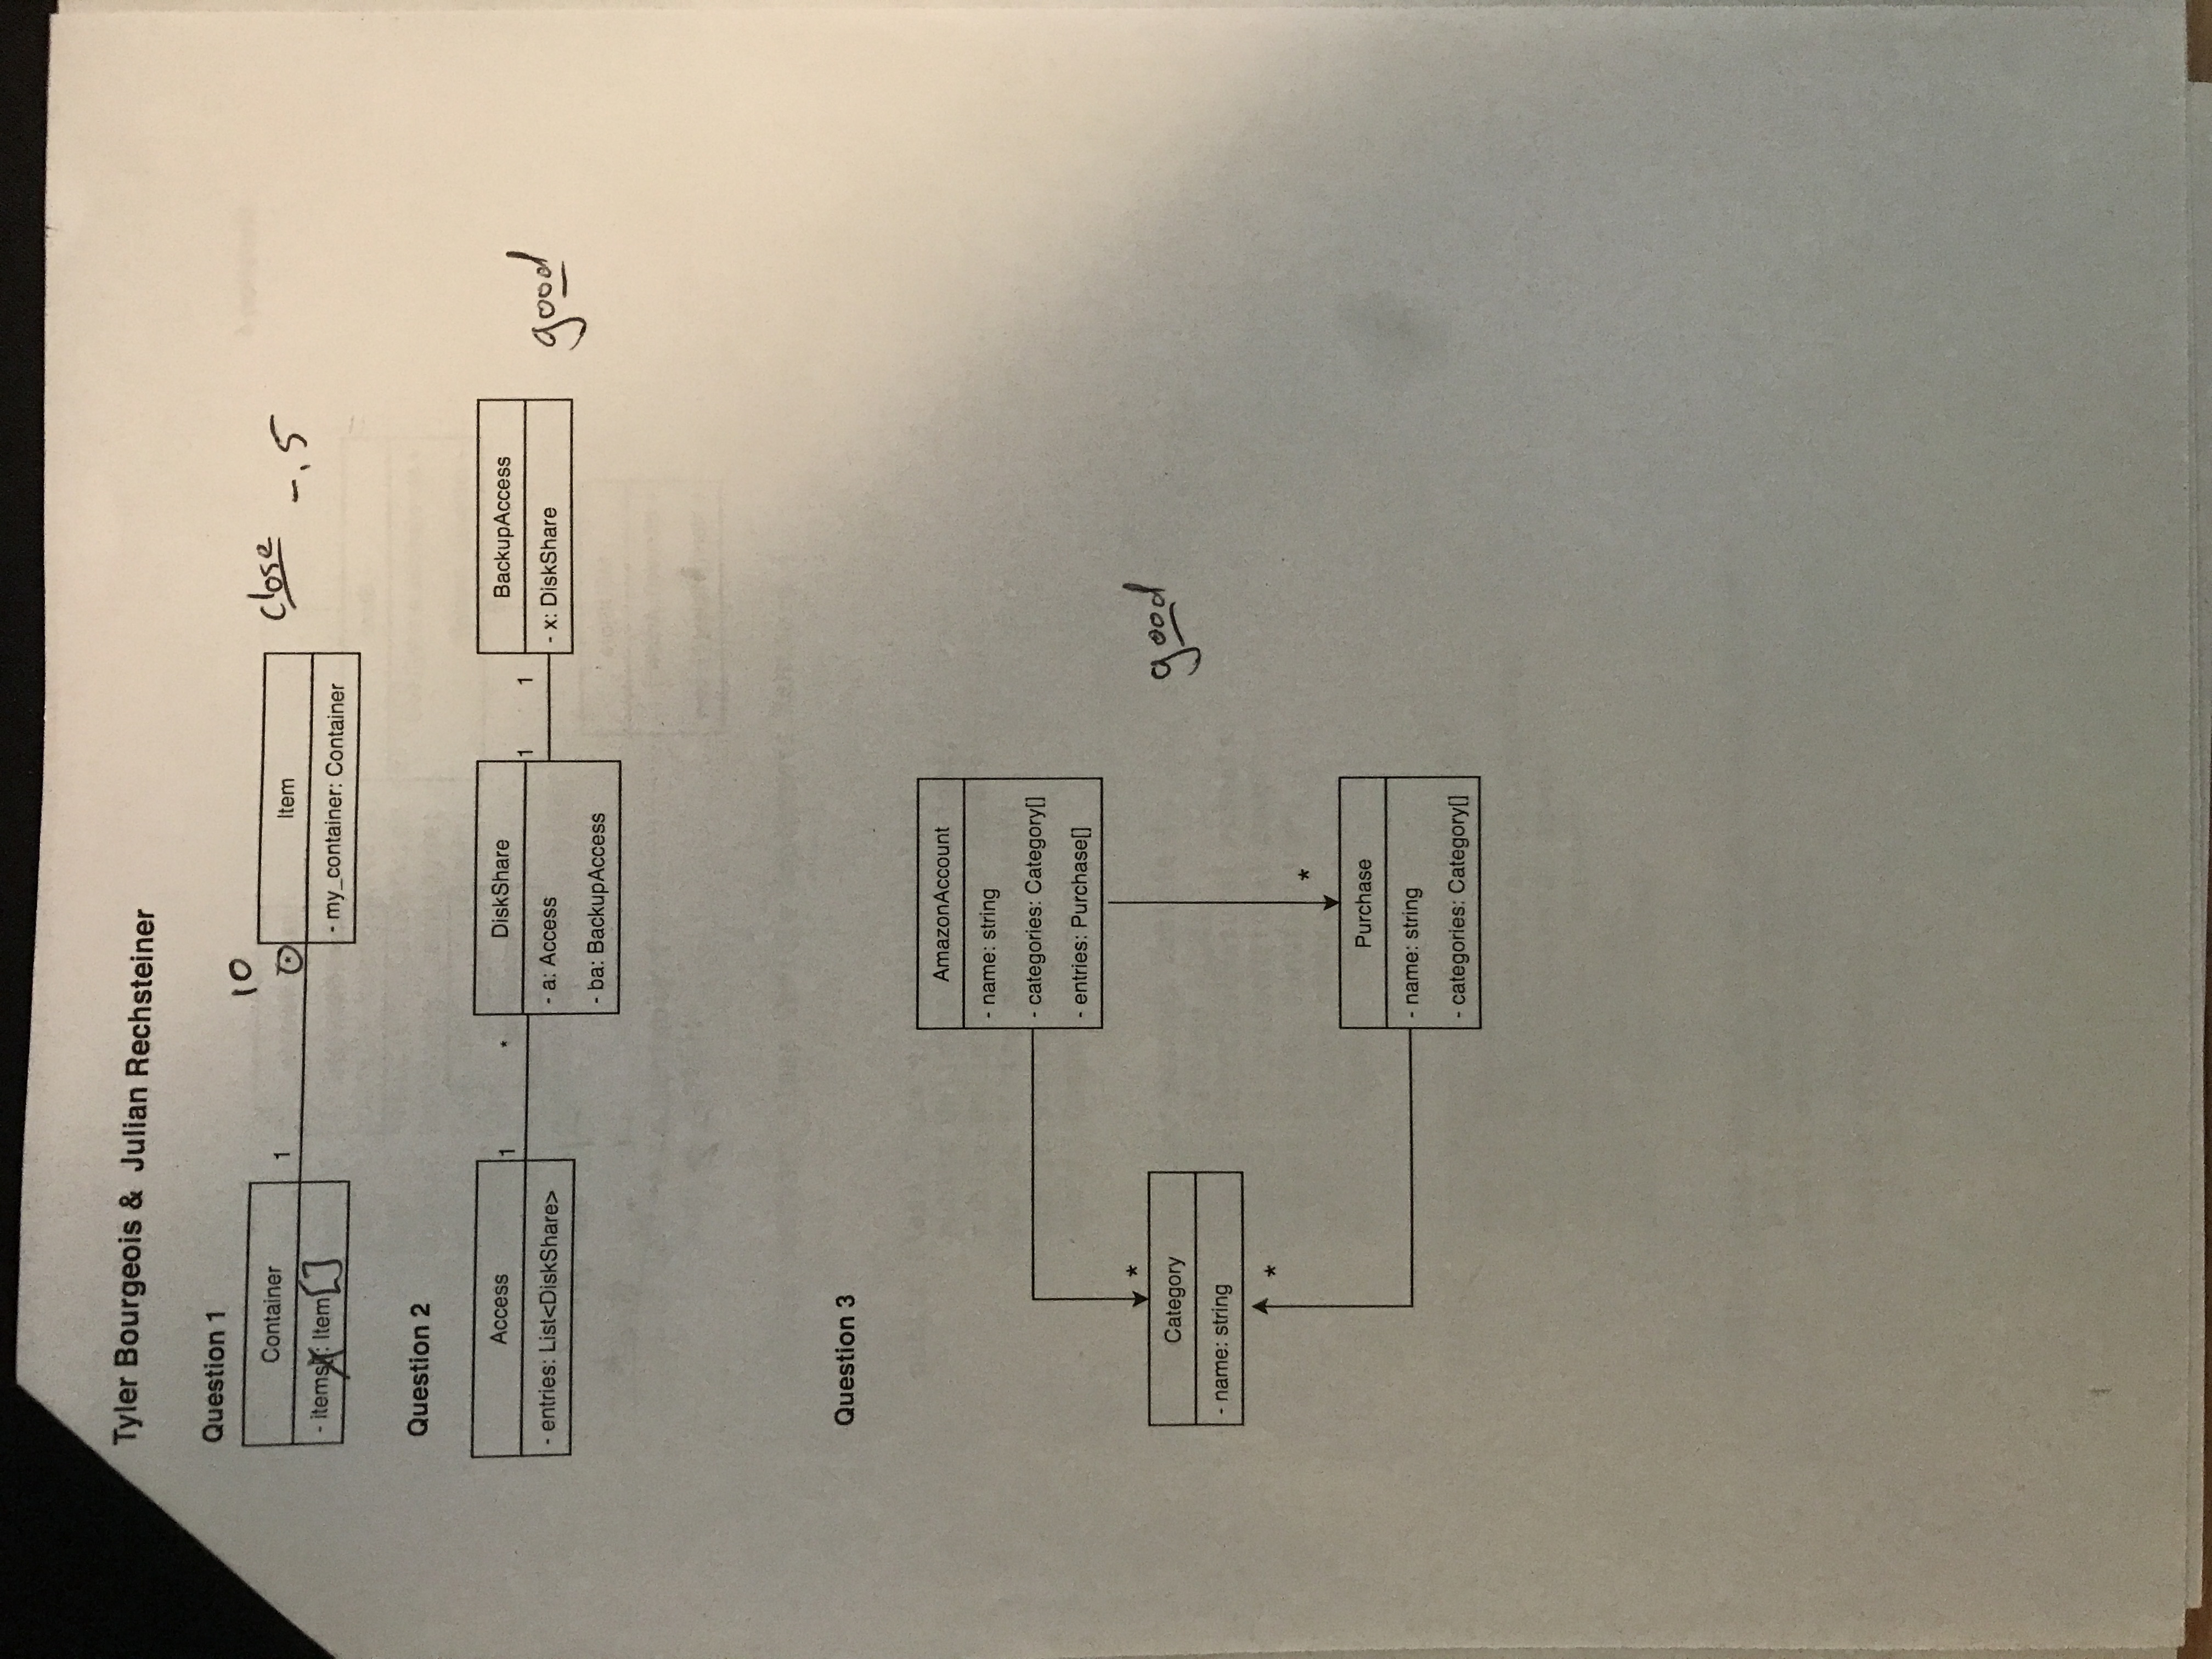 Tyler Bourgeois & Julian Rechsteiner
Question 1
10
Container
1
*
Item
close -.5
- items[]: Item[]
- my_container: Container
Question 2
Access
1
*
DiskShare
1
1
BackupAccess
- entries: List<DiskShare>
- a: Access
- x: DiskShare
good
- ba: BackupAccess
Question 3
AmazonAccount
- name: string
- categories: Category[]
- entries: Purchase[]
*
Category
good
- name: string
*
*
Purchase
- name: string
- categories: Category[]